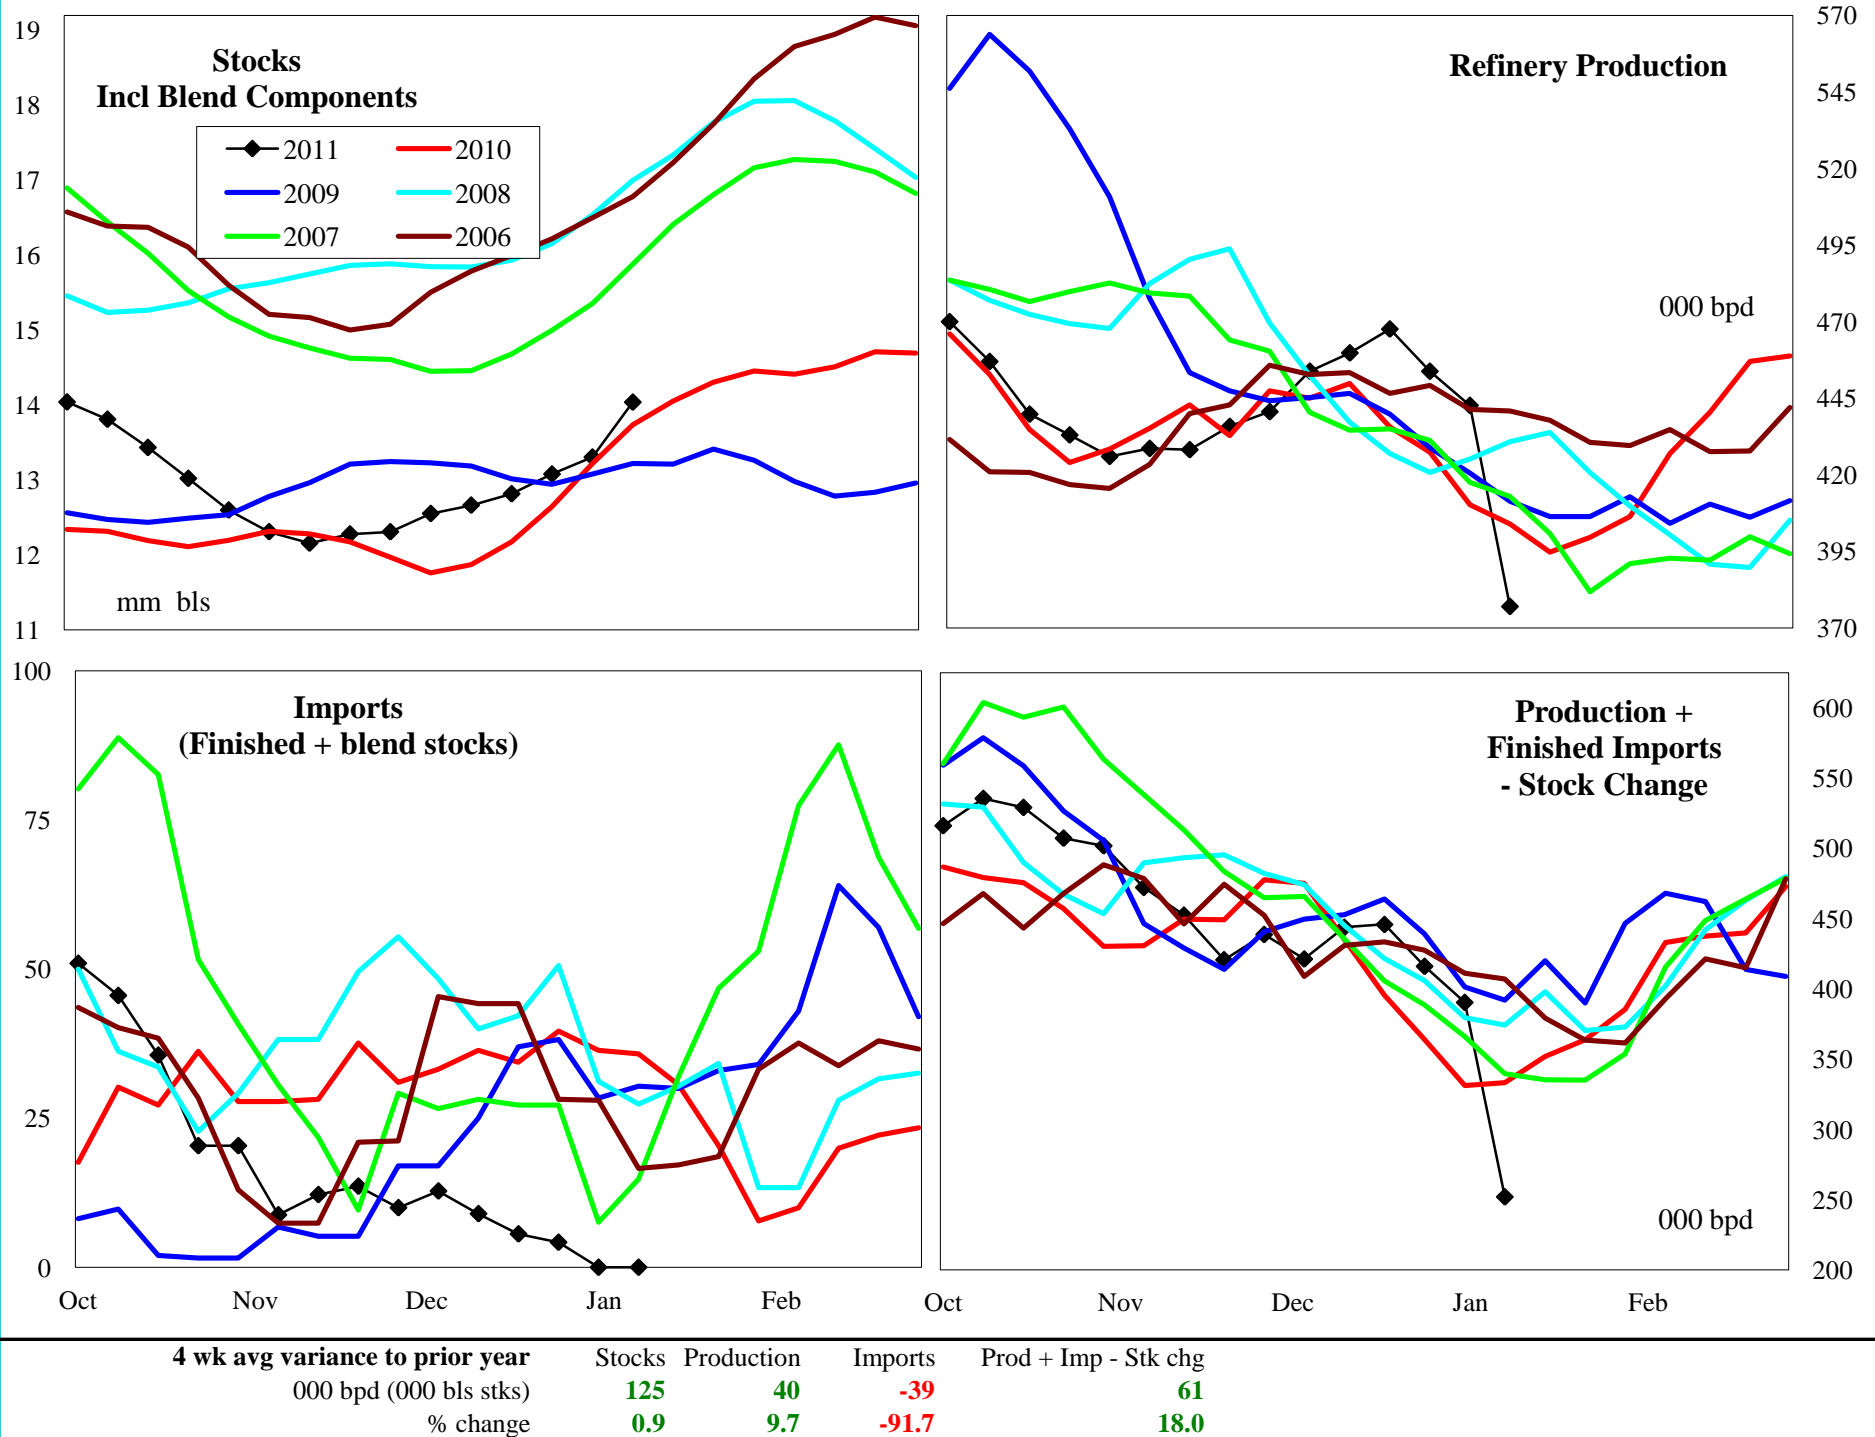 Stocks
Incl Blend Components
2011 2010
2009 2008
2007 2006
mm bls
19
18
17
16
15
14
13
12
11
Refinery Production
000 bpd
570
545
520
495
470
445
420
395
370
Imports
(Finished + blend stocks)
100
75
50
25
0
Oct Nov Dec Jan Feb
Production +
Finished Imports
- Stock Change
000 bpd
600
550
500
450
400
350
300
250
200
Oct Nov Dec Jan Feb
4 wk avg variance to prior year Stocks Production Imports Prod + Imp - Stk chg
000 bpd (000 bls stks) 125 40 -39 61
% change 0.9 9.7 -91.7 18.0